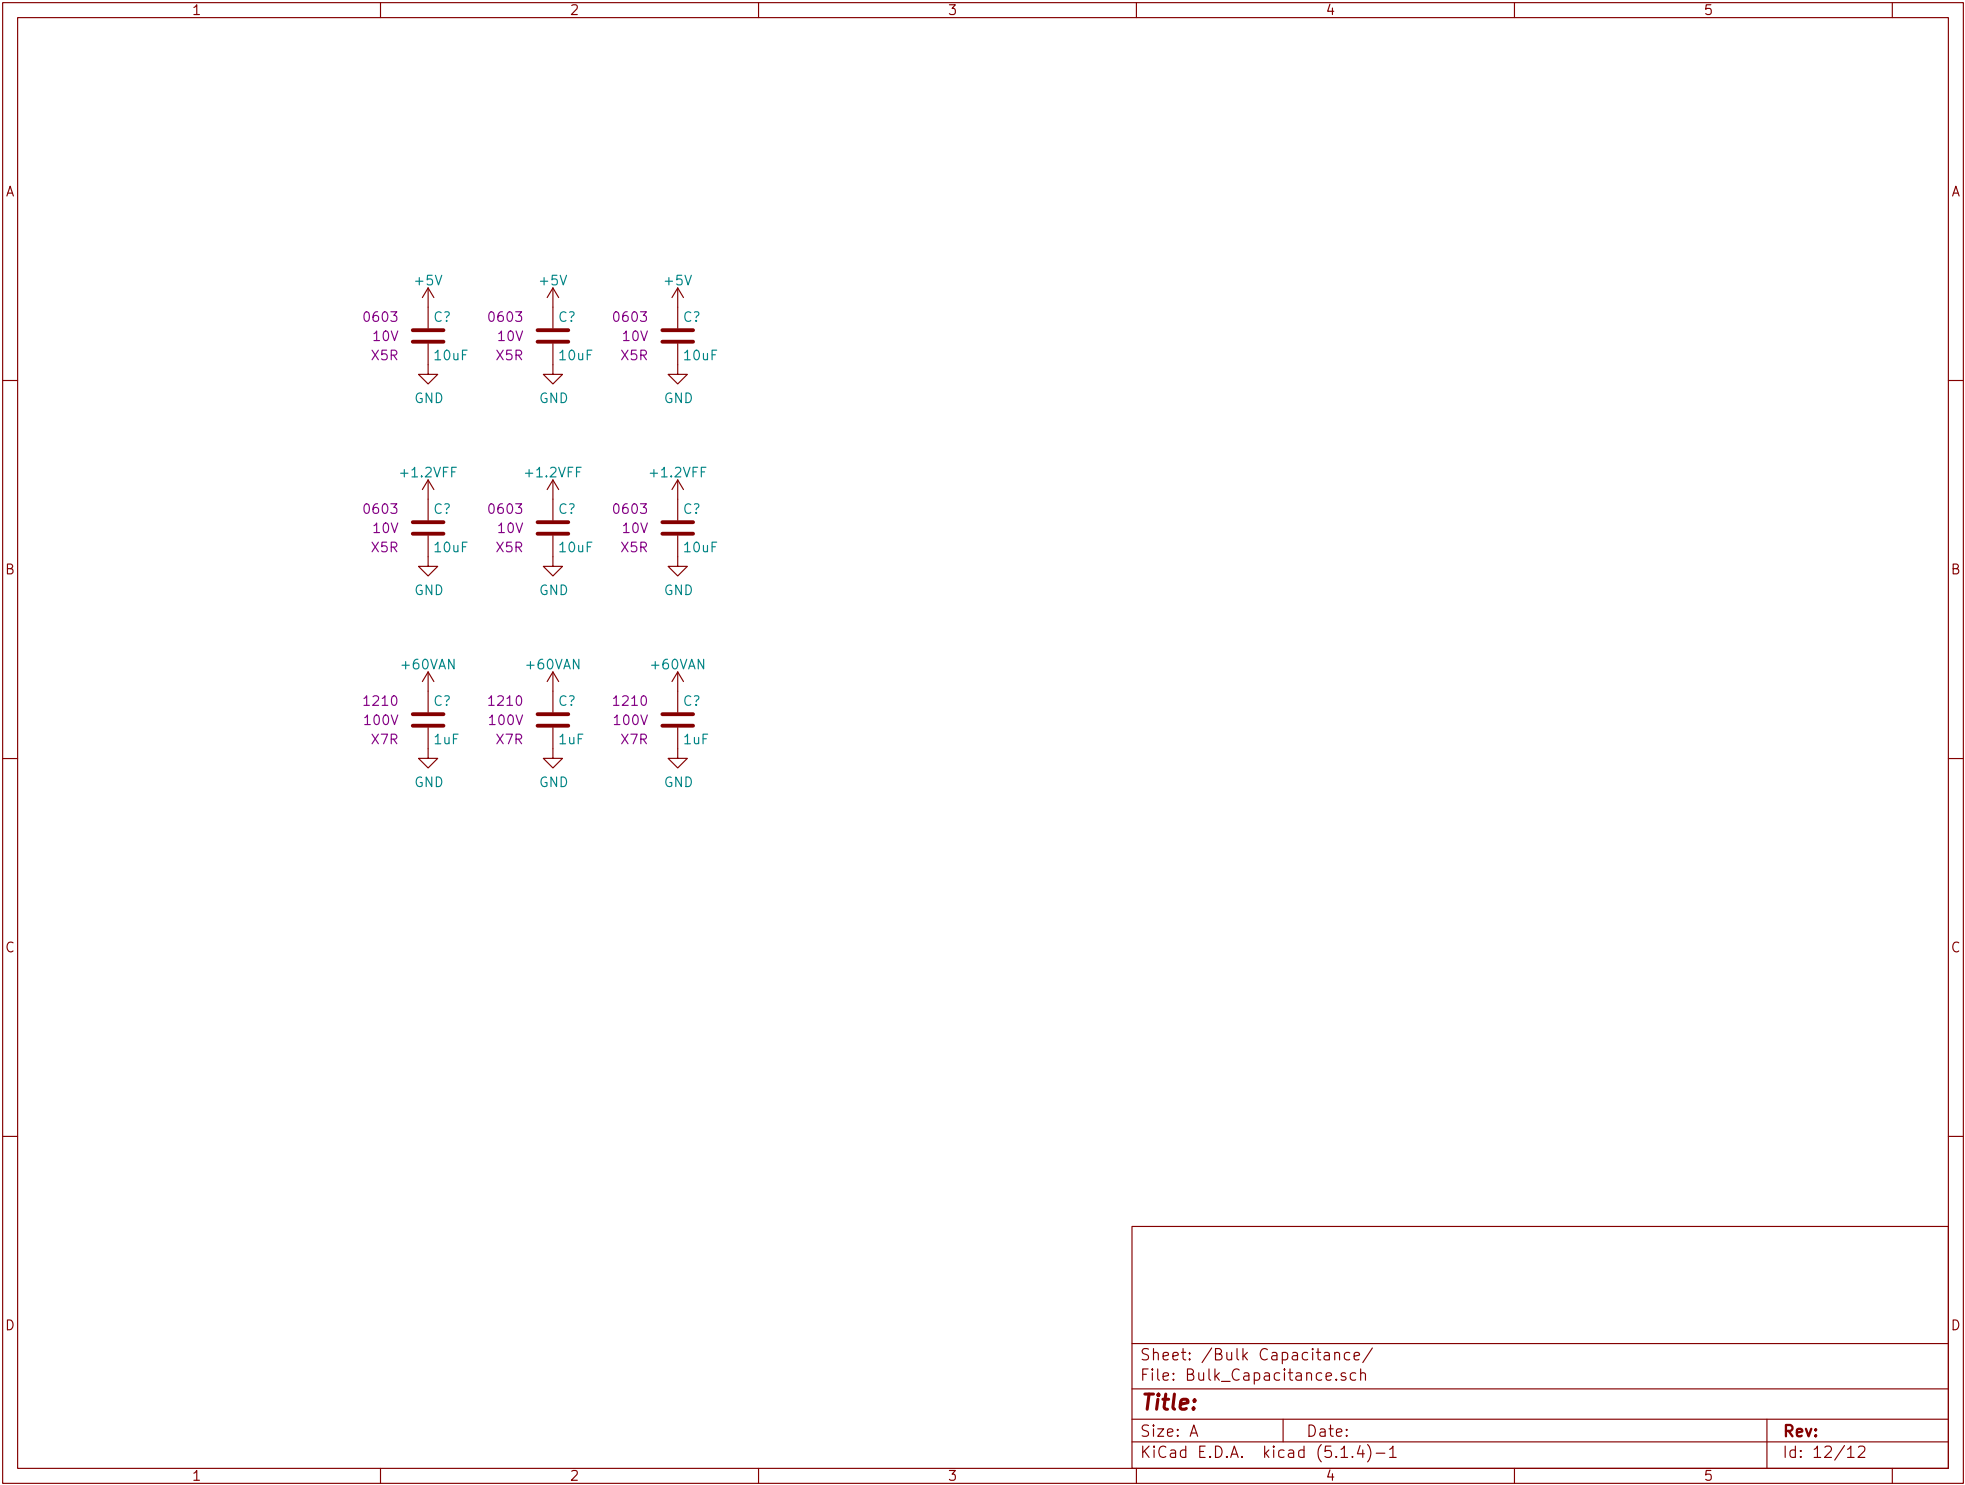 1 2 3 4 5
A A
+5V +5V +5V
0603 C? 0603 C? 0603 C?
10V 10V 10V
X5R 10uF X5R 10uF X5R 10uF
GND GND GND
+1.2VFF +1.2VFF +1.2VFF
0603 C? 0603 C? 0603 C?
10V 10V 10V
X5R 10uF X5R 10uF X5R 10uF
B B
GND GND GND
+60VAN +60VAN +60VAN
1210 C? 1210 C? 1210 C?
100V 100V 100V
X7R 1uF X7R 1uF X7R 1uF
GND GND GND
C C
D D
Sheet: /Bulk Capacitance/
File: Bulk_Capacitance.sch
Title:
Size: A Date: Rev:
KiCad E.D.A. kicad (5.1.4)-1 Id: 12/12
1 2 3 4 5